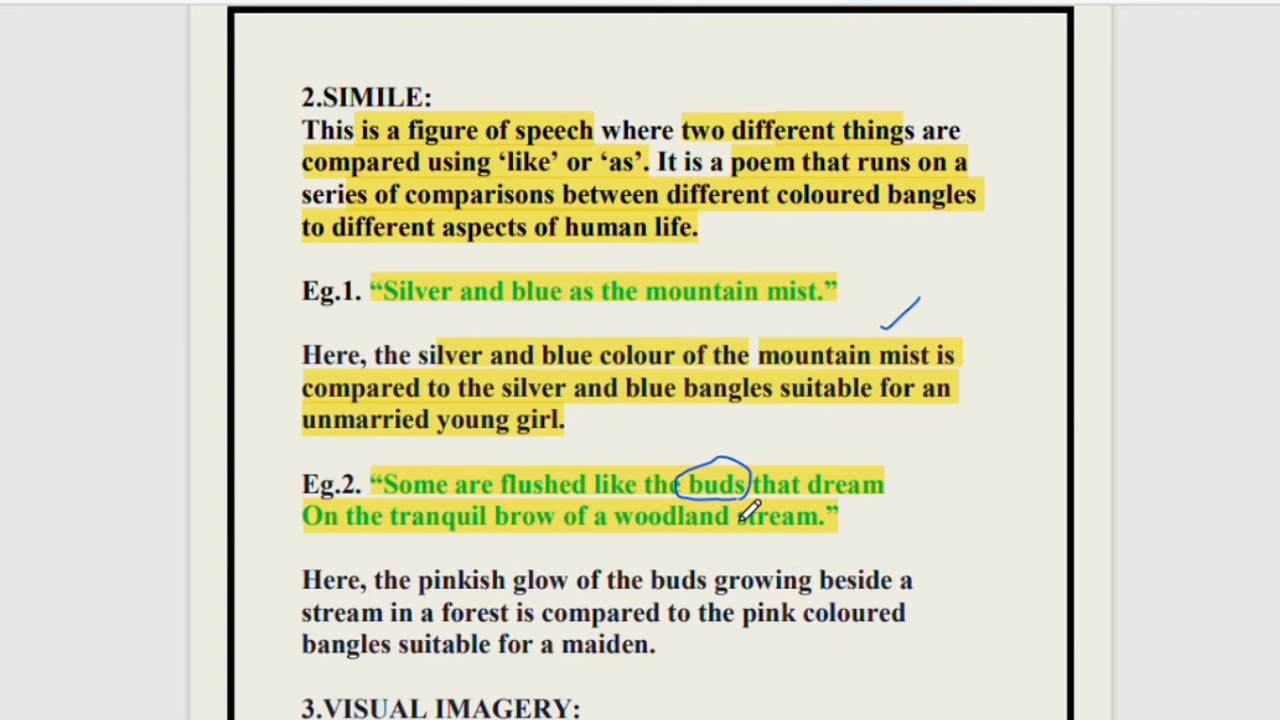 2.SIMILE:
This is a figure of speech where two different things are
compared using ‘like’ or ‘as’. It is a poem that runs on a
series of comparisons between different coloured bangles
to different aspects of human life.
Eg.1. “Silver and blue as the mountain mist.”
Here, the silver and blue colour of the mountain mist is
compared to the silver and blue bangles suitable for an
unmarried young girl.
Eg.2. “Some are flushed like the buds that dream
On the tranquil brow of a woodland stream.”
Here, the pinkish glow of the buds growing beside a
stream in a forest is compared to the pink coloured
bangles suitable for a maiden.
3.VISUAL IMAGERY: